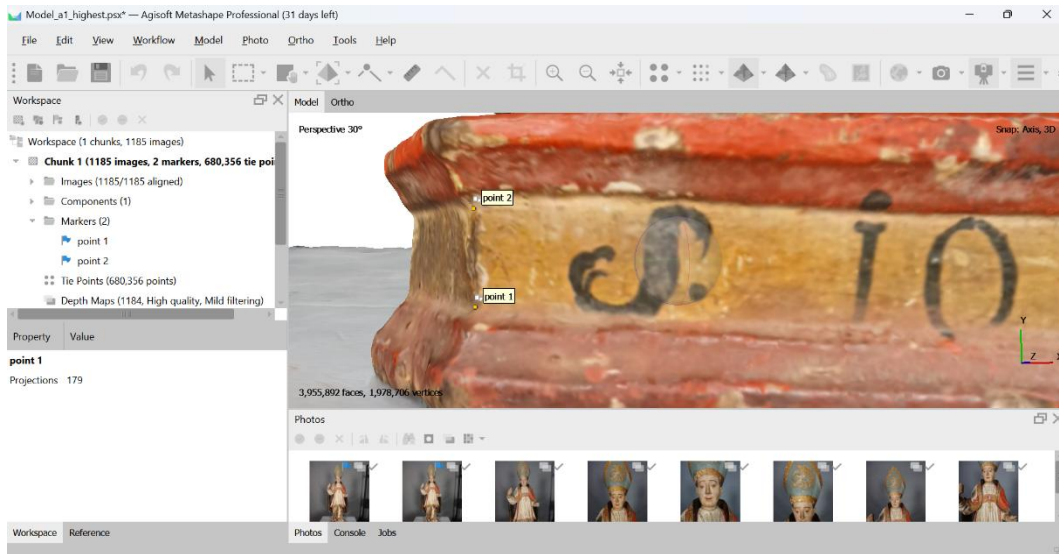 Model_a1_highest.psx* — Agisoft Metashape Professional (31 days left)
File Edit View Workflow Model Photo Ortho Tools Help
Workspace
Model Ortho
Perspective 30°
Snap: Axis, 3D
Workspace (1 chunks, 1185 images)
Chunk 1 (1185 images, 2 markers, 680,356 tie poi
Images (1185/1185 aligned)
Components (1)
Markers (2)
point 1
point 2
Tie Points (680,356 points)
Depth Maps (1184, High quality, Mild filtering)
point 2
point 1
S. IO
Y
Z X
Property Value
point 1
Projections 179
3,955,892 faces, 1,978,706 vertices
Photos
Workspace Reference
Photos Console Jobs